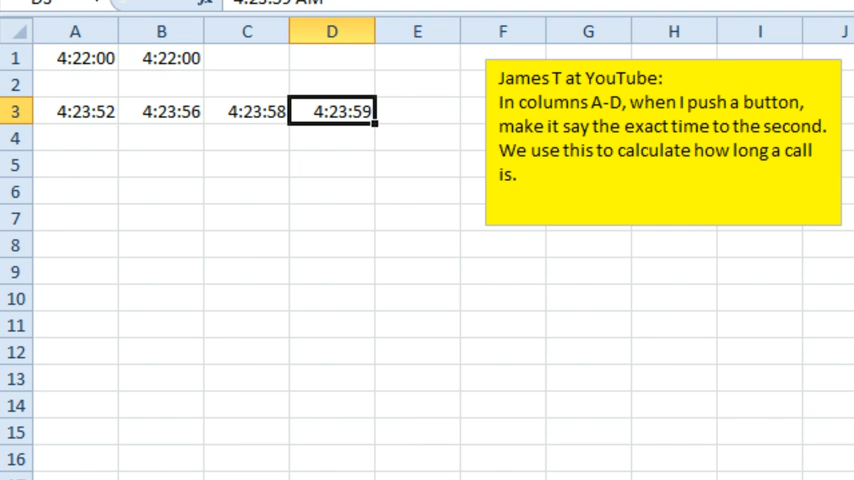 D3 4:23:59 AM
A B C D E F G H I J
1 4:22:00 4:22:00
2
3 4:23:52 4:23:56 4:23:58 4:23:59
4
5
6
7
8
9
10
11
12
13
14
15
16
James T at YouTube:
In columns A-D, when I push a button,
make it say the exact time to the second.
We use this to calculate how long a call
is.